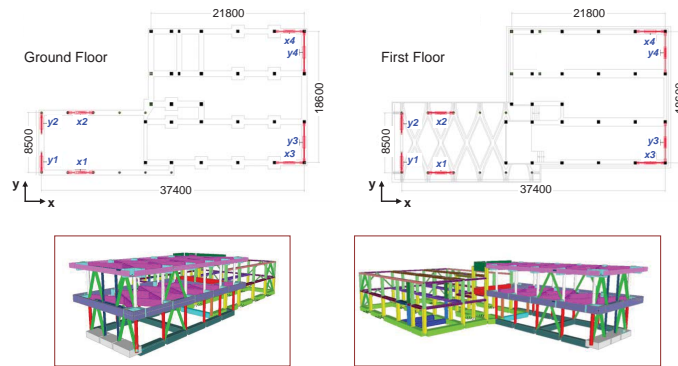 21800
Ground Floor
x4
y4
18600
y2
x2
8500
y3
y1
x1
x3
37400
y
x
21800
First Floor
x4
y4
18600
y2
x2
8500
y3
y1
x1
x3
37400
y
x